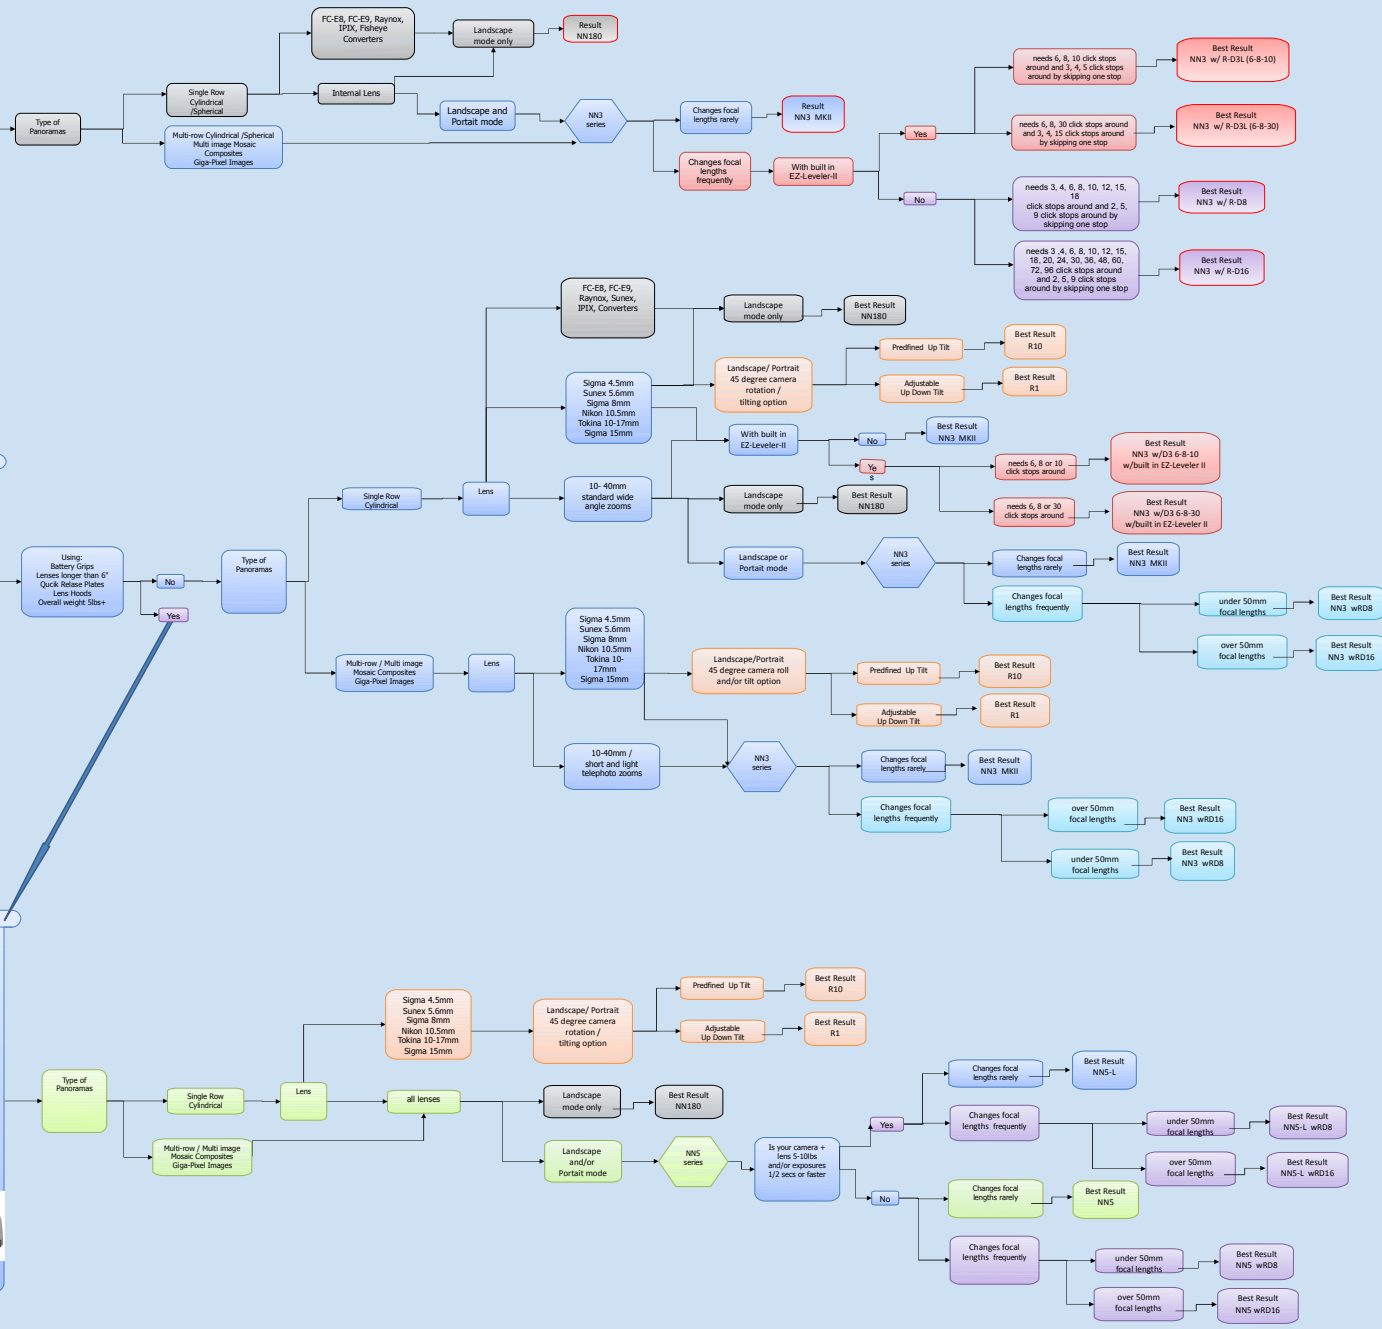 FC-E8, FC-E9, Raynox,
IPIX, Fisheye
Converters
Landscape
mode only
Result
NN180
Type of
Panoramas
Single Row
Cylindrical
/Spherical
Internal Lens
Multi-row Cylindrical /Spherical
Multi image Mosaic
Composites
Giga-Pixel Images
Landscape and
Portait mode
NN3
series
Changes focal
lengths rarely
Result
NN3 MKII
Changes focal
lengths
frequently
With built in
EZ-Leveler-II
Yes
No
needs 6, 8, 10 click stops
around and 3, 4, 5 click stops
around by skipping one stop
Best Result
NN3 w/ R-D3L (6-8-10)
needs 6, 8, 30 click stops around
and 3, 4, 15 click stops around
by skipping one stop
Best Result
NN3 w/ R-D3L (6-8-30)
needs 3, 4, 6, 8, 10, 12, 15,
18
click stops around and 2, 5,
9 click stops around by
skipping one stop
Best Result
NN3 w/ R-D8
needs 3 ,4, 6, 8, 10, 12, 15,
18, 20, 24, 30, 36, 48, 60,
72, 96 click stops around
and 2, 5, 9 click stops
around by skipping one stop
Best Result
NN3 w/ R-D16
Using:
Battery Grips
Lenses longer than 6"
Qucik Relase Plates
Lens Hoods
Overall weight 5lbs+
No
Yes
Type of
Panoramas
Single Row
Cylindrical
Lens
FC-E8, FC-E9,
Raynox, Sunex,
IPIX, Converters
Landscape
mode only
Best Result
NN180
Sigma 4.5mm
Sunex 5.6mm
Sigma 8mm
Nikon 10.5mm
Tokina 10-17mm
Sigma 15mm
Landscape/ Portrait
45 degree camera
rotation /
tilting option
Predfined Up Tilt
Best Result
R10
Adjustable
Up Down Tilt
Best Result
R1
With built in
EZ-Leveler-II
No
Best Result
NN3 MKII
Ye
s
needs 6, 8 or 10
click stops around
Best Result
NN3 w/D3 6-8-10
w/built in EZ-Leveler II
needs 6, 8 or 30
click stops around
Best Result
NN3 w/D3 6-8-30
w/built in EZ-Leveler II
10- 40mm
standard wide
angle zooms
Landscape
mode only
Best Result
NN180
Landscape or
Portait mode
NN3
series
Changes focal
lengths rarely
Best Result
NN3 MKII
Changes focal
lengths frequently
under 50mm
focal lengths
Best Result
NN3 wRD8
over 50mm
focal lengths
Best Result
NN3 wRD16
Multi-row / Multi image
Mosaic Composites
Giga-Pixel Images
Lens
Sigma 4.5mm
Sunex 5.6mm
Sigma 8mm
Nikon 10.5mm
Tokina 10-
17mm
Sigma 15mm
Landscape/Portrait
45 degree camera roll
and/or tilt option
Predfined Up Tilt
Best Result
R10
Adjustable
Up Down Tilt
Best Result
R1
10-40mm /
short and light
telephoto zooms
NN3
series
Changes focal
lengths rarely
Best Result
NN3 MKII
Changes focal
lengths frequently
over 50mm
focal lengths
Best Result
NN3 wRD16
under 50mm
focal lengths
Best Result
NN3 wRD8
Type of
Panoramas
Single Row
Cylindrical
Multi-row / Multi image
Mosaic Composites
Giga-Pixel Images
Lens
Sigma 4.5mm
Sunex 5.6mm
Sigma 8mm
Nikon 10.5mm
Tokina 10-17mm
Sigma 15mm
Landscape/ Portrait
45 degree camera
rotation /
tilting option
Predfined Up Tilt
Best Result
R10
Adjustable
Up Down Tilt
Best Result
R1
all lenses
Landscape
mode only
Best Result
NN180
Landscape
and/or
Portait mode
NN5
series
Is your camera +
lens 5-10lbs
and/or exposures
1/2 secs or faster
Yes
Changes focal
lengths rarely
Best Result
NN5-L
Changes focal
lengths frequently
under 50mm
focal lengths
Best Result
NN5-L wRD8
over 50mm
focal lengths
Best Result
NN5-L wRD16
No
Changes focal
lengths rarely
Best Result
NN5
Changes focal
lengths frequently
under 50mm
focal lengths
Best Result
NN5 wRD8
over 50mm
focal lengths
Best Result
NN5 wRD16